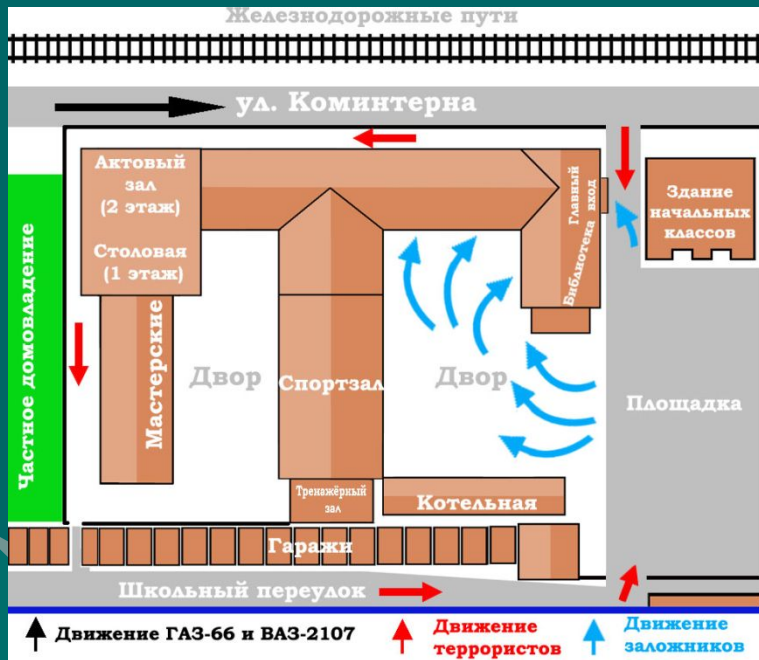 Железнодорожные пути
ул. Коминтерна
Актовый
зал
(2 этаж)
Столовая
(1 этаж)
Главный
вход
Библиотека
Здание
начальных
классов
Частное домовладение
Мастерские
Двор
Спортзал
Двор
Площадка
Тренажёрный
зал
Котельная
Гаражи
Школьный переулок
Движение ГАЗ-66 и ВАЗ-2107
Движение
террористов
Движение
заложников